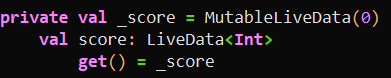 private val _score = MutableLiveData(0)
    val score: LiveData<Int>
        get() = _score